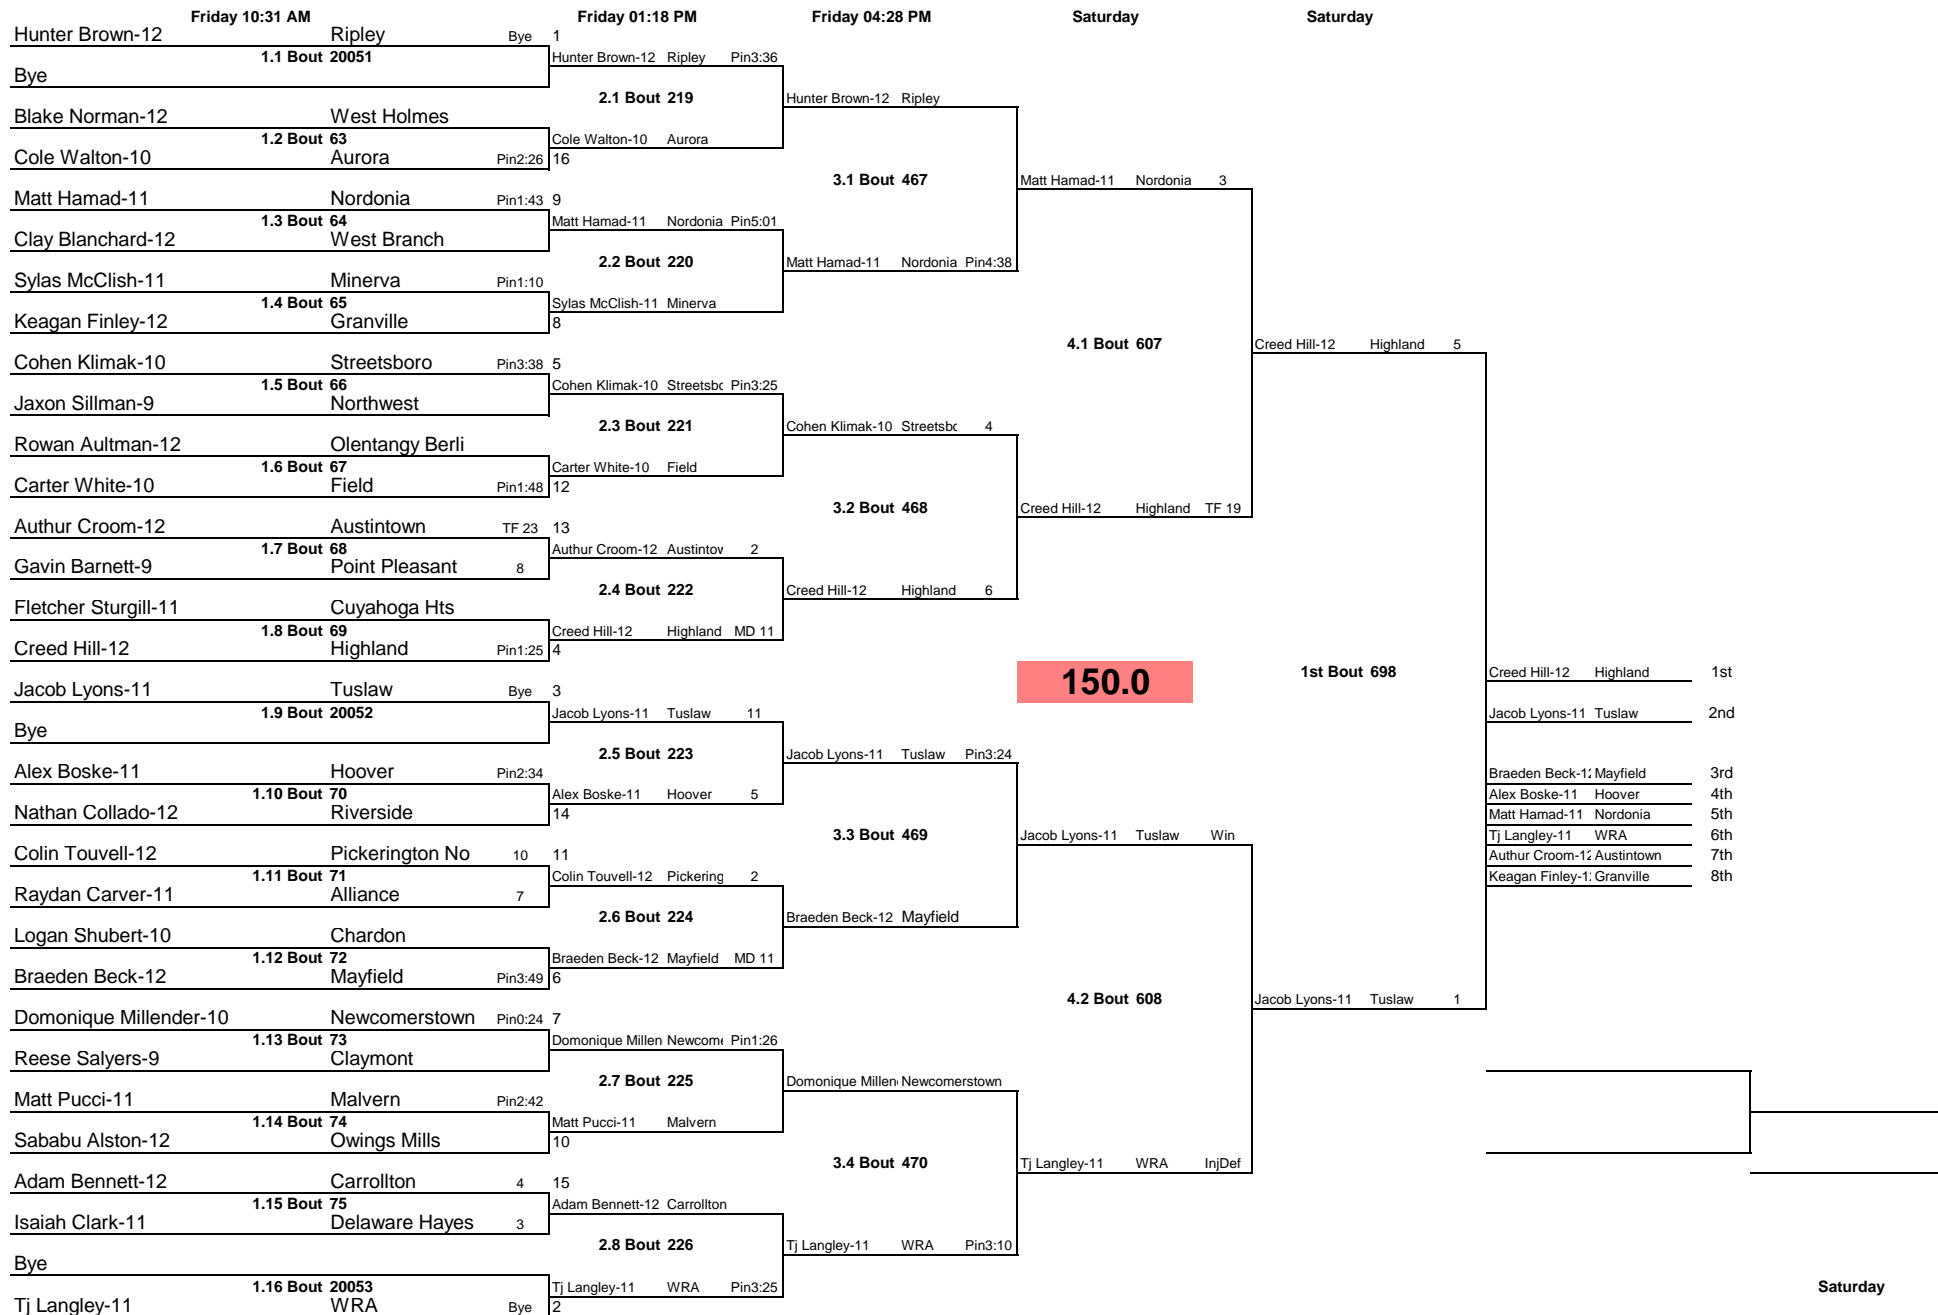 Friday 10:31 AM Friday 01:18 PM Friday 04:28 PM Saturday Saturday
Hunter Brown-12 Ripley Bye 1
1.1 Bout 20051
Bye
Blake Norman-12 West Holmes
1.2 Bout 63
Cole Walton-10 Aurora Pin2:26 16
Matt Hamad-11 Nordonia Pin1:43 9
1.3 Bout 64
Clay Blanchard-12 West Branch
Sylas McClish-11 Minerva Pin1:10
1.4 Bout 65
Keagan Finley-12 Granville 8
Cohen Klimak-10 Streetsboro Pin3:38 5
1.5 Bout 66
Jaxon Sillman-9 Northwest
Rowan Aultman-12 Olentangy Berli
1.6 Bout 67
Carter White-10 Field Pin1:48 12
Authur Croom-12 Austintown TF 23 13
1.7 Bout 68
Gavin Barnett-9 Point Pleasant 8
Fletcher Sturgill-11 Cuyahoga Hts
1.8 Bout 69
Creed Hill-12 Highland Pin1:25 4
Jacob Lyons-11 Tuslaw Bye 3
1.9 Bout 20052
Bye
Alex Boske-11 Hoover Pin2:34
1.10 Bout 70
Nathan Collado-12 Riverside 14
Colin Touvell-12 Pickerington No 10 11
1.11 Bout 71
Raydan Carver-11 Alliance 7
Logan Shubert-10 Chardon
1.12 Bout 72
Braeden Beck-12 Mayfield Pin3:49 6
Domonique Millender-10 Newcomerstown Pin0:24 7
1.13 Bout 73
Reese Salyers-9 Claymont
Matt Pucci-11 Malvern Pin2:42
1.14 Bout 74
Sababu Alston-12 Owings Mills 10
Adam Bennett-12 Carrollton 4 15
1.15 Bout 75
Isaiah Clark-11 Delaware Hayes 3
Bye
1.16 Bout 20053
Tj Langley-11 WRA Bye 2
Hunter Brown-12 Ripley Pin3:36
2.1 Bout 219
Cole Walton-10 Aurora
Matt Hamad-11 Nordonia Pin5:01
2.2 Bout 220
Sylas McClish-11 Minerva
Cohen Klimak-10 Streetsbc Pin3:25
2.3 Bout 221
Carter White-10 Field
Authur Croom-12 Austintov 2
2.4 Bout 222
Creed Hill-12 Highland MD 11
Jacob Lyons-11 Tuslaw 11
2.5 Bout 223
Alex Boske-11 Hoover 5
Colin Touvell-12 Pickering 2
2.6 Bout 224
Braeden Beck-12 Mayfield MD 11
Domonique Millen Newcome Pin1:26
2.7 Bout 225
Matt Pucci-11 Malvern
Adam Bennett-12 Carrollton
2.8 Bout 226
Tj Langley-11 WRA Pin3:25
Hunter Brown-12 Ripley
3.1 Bout 467
Matt Hamad-11 Nordonia Pin4:38
Cohen Klimak-10 Streetsbc 4
3.2 Bout 468
Creed Hill-12 Highland 6
Jacob Lyons-11 Tuslaw Pin3:24
3.3 Bout 469
Braeden Beck-12 Mayfield
Domonique Millen Newcomerstown
3.4 Bout 470
Tj Langley-11 WRA Pin3:10
Matt Hamad-11 Nordonia 3
4.1 Bout 607
Creed Hill-12 Highland TF 19
150.0
Jacob Lyons-11 Tuslaw Win
4.2 Bout 608
Tj Langley-11 WRA InjDef
Creed Hill-12 Highland 5
1st Bout 698
Jacob Lyons-11 Tuslaw 1
Creed Hill-12 Highland 1st
Jacob Lyons-11 Tuslaw 2nd
Braeden Beck-12 Mayfield 3rd
Alex Boske-11 Hoover 4th
Matt Hamad-11 Nordonia 5th
Tj Langley-11 WRA 6th
Authur Croom-12 Austintown 7th
Keagan Finley-1 Granville 8th
Saturday